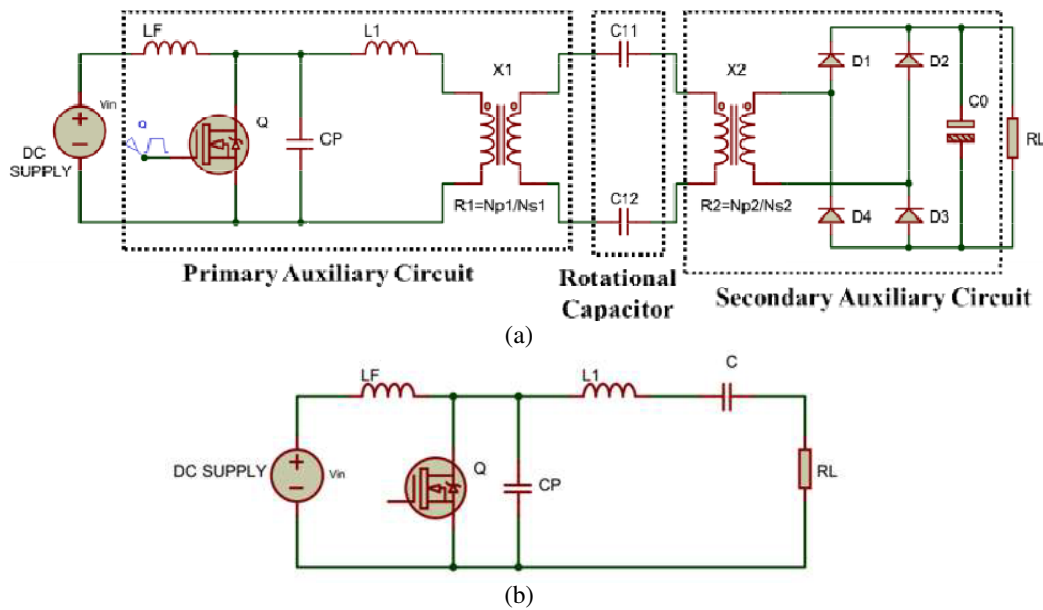 LF
L1
C11
X1
X2
D1
D2
Vin
Q
Q
CP
C0
RL
DC
SUPPLY
R1=Np1/Ns1
C12
R2=Np2/Ns2
D4
D3
Primary Auxiliary Circuit
Rotational
Capacitor
Secondary Auxiliary Circuit
(a)
LF
L1
C
DC SUPPLY
Vin
Q
CP
RL
(b)